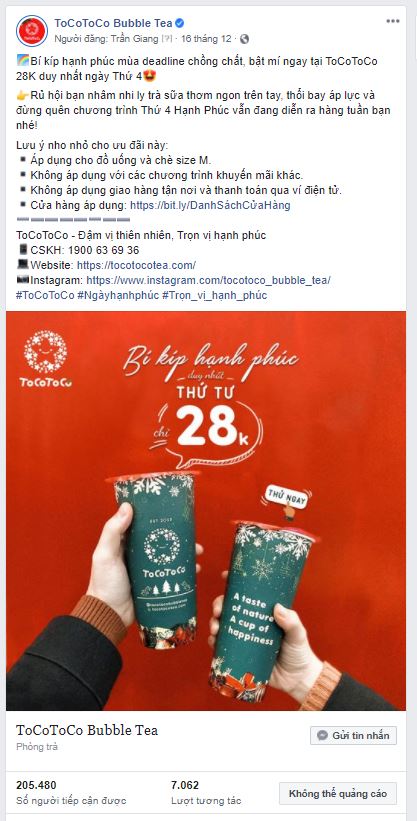 ToCoToCo Bubble Tea
Người đăng: Trần Giang [?] · 16 tháng 12 ·
Bí kíp hạnh phúc mùa deadline chồng chất, bật mí ngay tại ToCoToCo
28K duy nhất ngày Thứ 4
Rủ hội bạn nhâm nhi ly trà sữa thơm ngon trên tay, thổi bay áp lực và
đừng quên chương trình Thứ 4 Hạnh Phúc vẫn đang diễn ra hàng tuần bạn
nhé!
Lưu ý nho nhỏ cho ưu đãi này:
▪ Áp dụng cho đồ uống và chè size M.
▪ Không áp dụng với các chương trình khuyến mãi khác.
▪ Không áp dụng giao hàng tận nơi và thanh toán qua ví điện tử.
▪ Cửa hàng áp dụng: https://bit.ly/DanhSáchCửaHàng
ToCoToCo - Đậm vị thiên nhiên, Trọn vị hạnh phúc
CSKH: 1900 63 69 36
Website: https://tocotocotea.com/
Instagram: https://www.instagram.com/tocotoco_bubble_tea/
#ToCoToCo #Ngàyhanhphúc #Trọn_vị_hạnh_phúc
ToCoToCo
Bí kíp hạnh phúc
duy nhất
THỨ TƯ
chỉ
28k
THỬ NGAY
EST 2013
ToCoToCo
A taste
of nature
A cup of
happiness
ToCoToCo Bubble Tea
Phòng trà
Gửi tin nhắn
205.480
Số người tiếp cận được
7.062
Lượt tương tác
Không thể quảng cáo